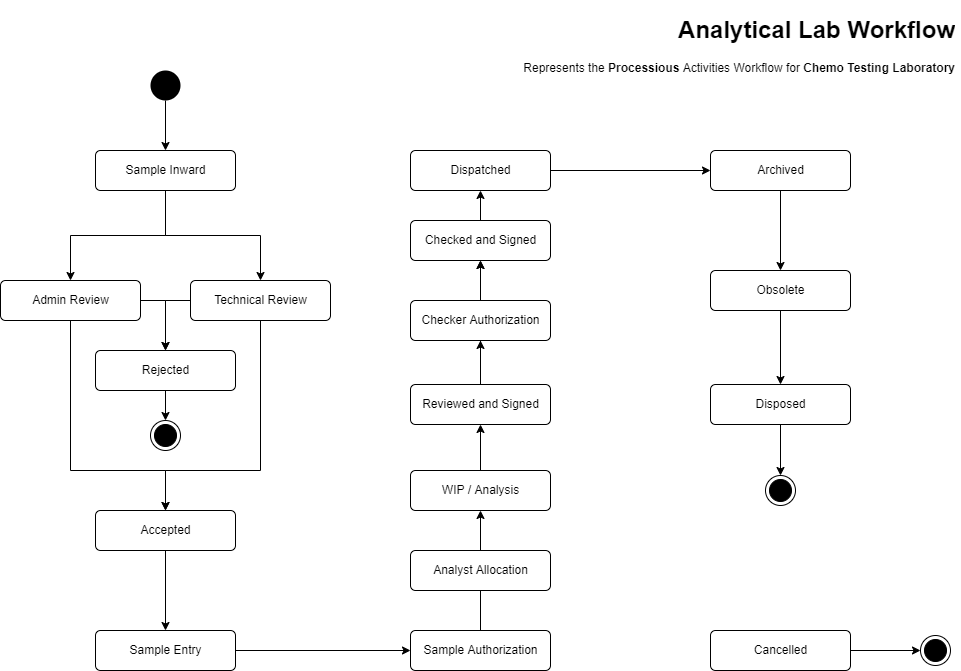 Analytical Lab Workflow
Represents the Processious Activities Workflow for Chemo Testing Laboratory
Sample Inward
Admin Review
Technical Review
Rejected
Accepted
Sample Entry
Sample Authorization
Analyst Allocation
WIP / Analysis
Reviewed and Signed
Checker Authorization
Checked and Signed
Dispatched
Archived
Obsolete
Disposed
Cancelled